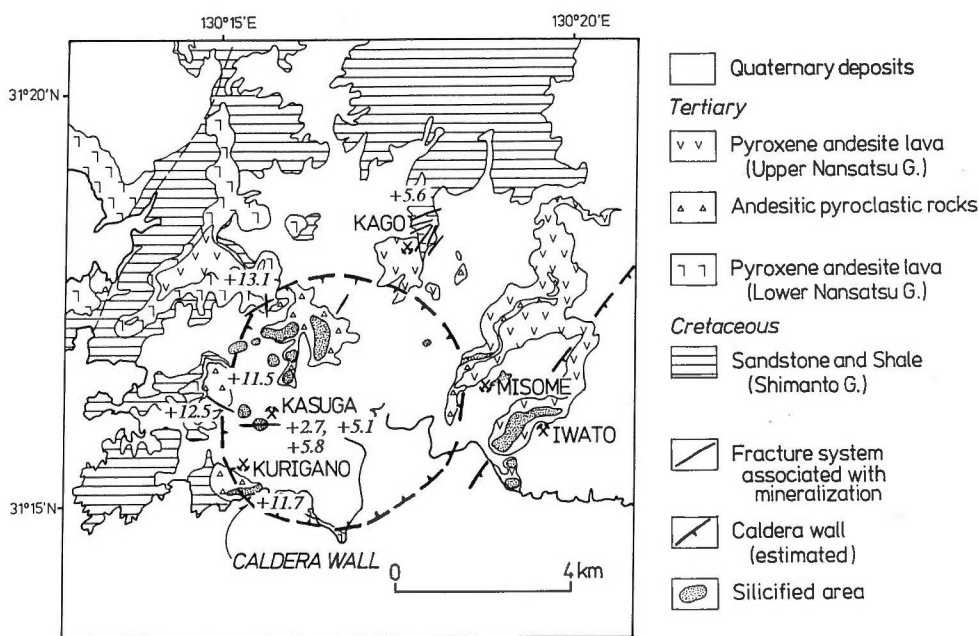 130°15'E
130°20'E
31°20'N
+5.6
KAGO
+13.1
+11.5
MISOME
+12.5
KASUGA
+2.7, +5.1
+5.8
IWATO
KURIGANO
31°15'N
+11.7
CALDERA WALL
0 4 km
Quaternary deposits
Tertiary
Pyroxene andesite lava
(Upper Nansatsu G.)
Andesitic pyroclastic rocks
Pyroxene andesite lava
(Lower Nansatsu G.)
Cretaceous
Sandstone and Shale
(Shimanto G.)
Fracture system
associated with
mineralization
Caldera wall
(estimated)
Silicified area